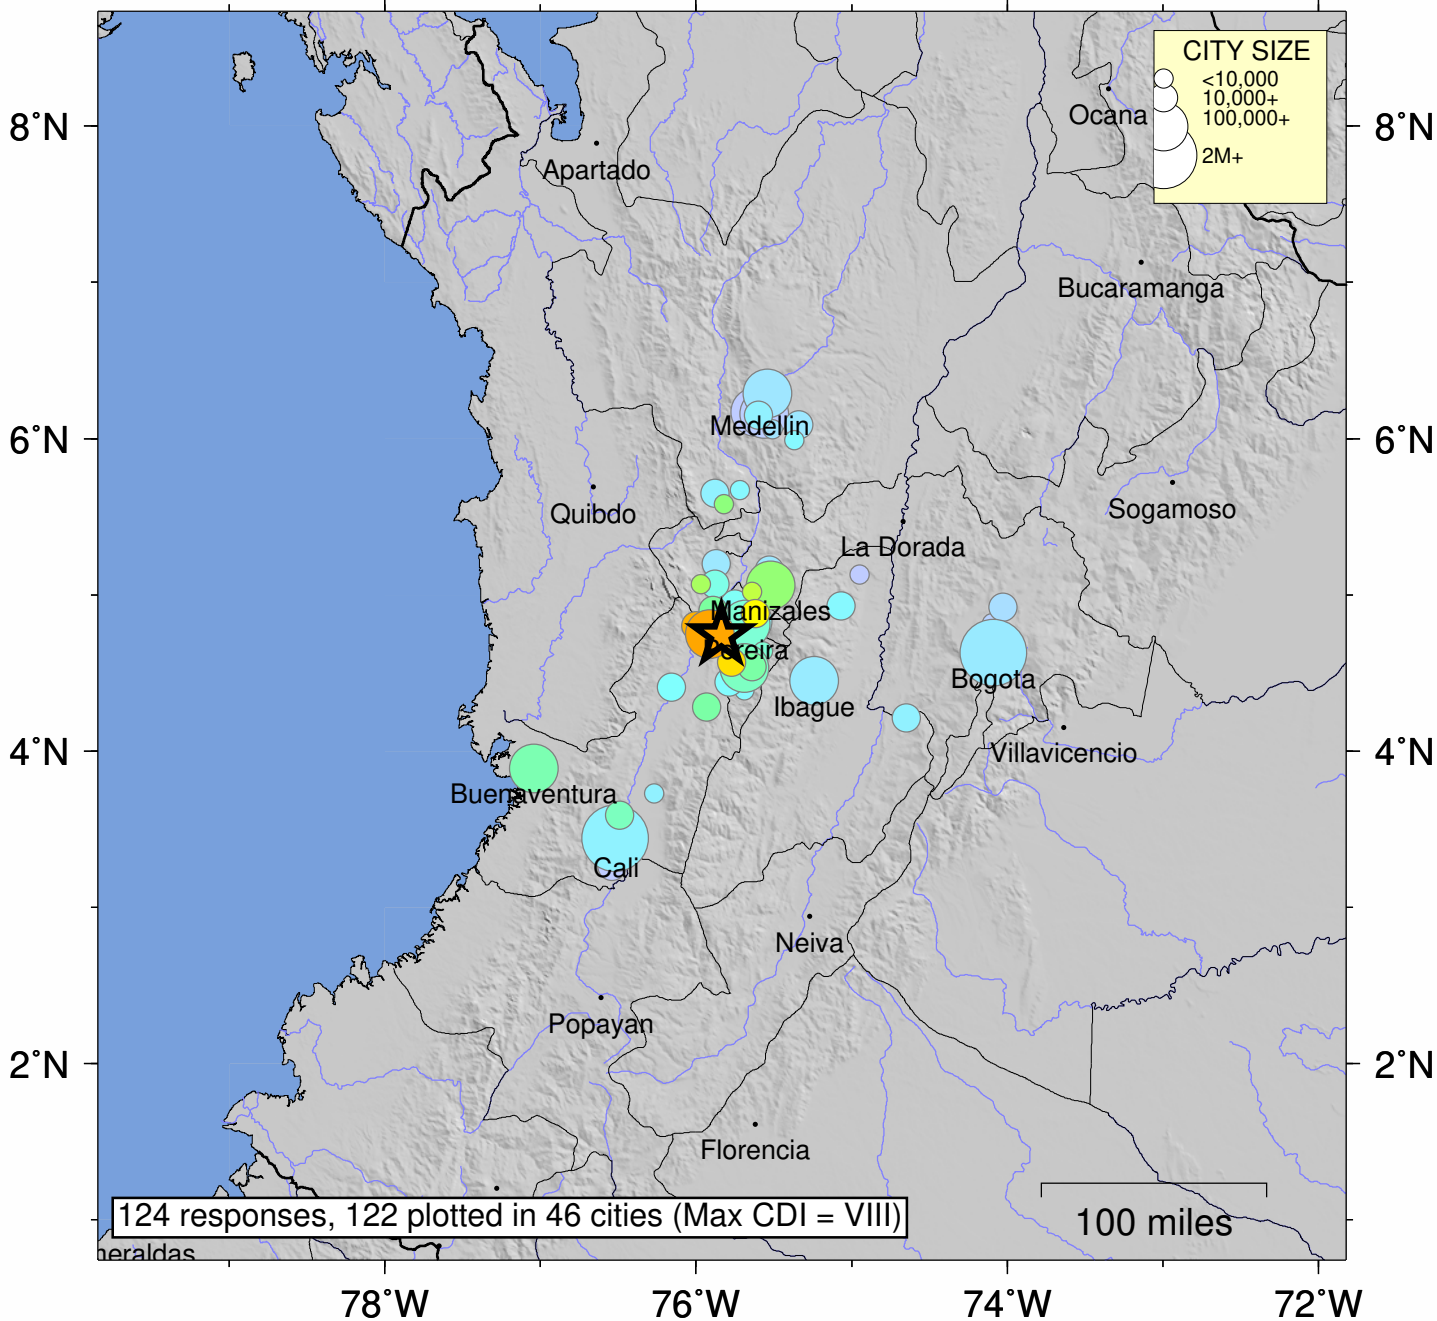 CITY SIZE
<10,000
10,000+
100,000+
2M+
8°N
8°N
Ocana
Apartado
Bucaramanga
6°N
Medellin
6°N
Quibdo
Sogamoso
La Dorada
Manizales
Pereira
Bogota
Ibague
4°N
Villavicencio
4°N
Buenaventura
Cali
Neiva
Popayan
2°N
2°N
Florencia
124 responses, 122 plotted in 46 cities (Max CDI = VIII)
100 miles
neraldas
78°W
76°W
74°W
72°W